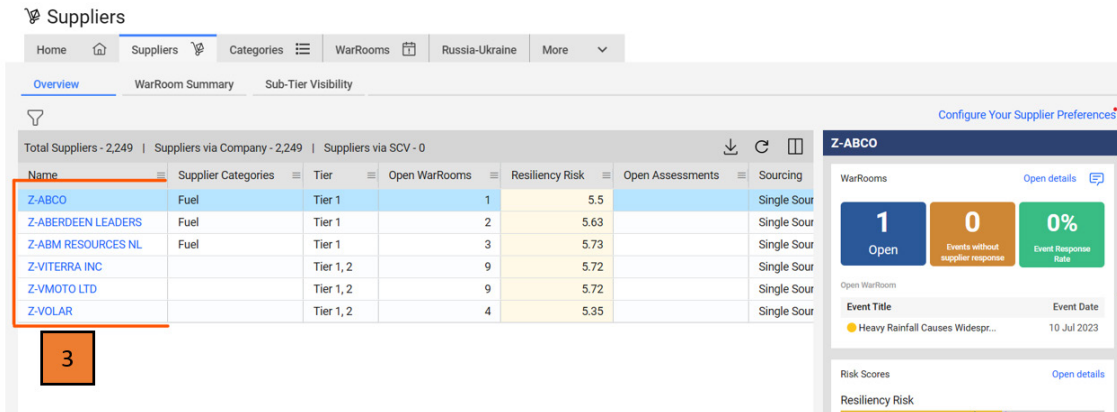 Suppliers
Home Suppliers Categories WarRooms Russia-Ukraine More
Overview WarRoom Summary Sub-Tier Visibility
Configure Your Supplier Preferences
Total Suppliers - 2,249 | Suppliers via Company - 2,249 | Suppliers via SCV - 0
Name Supplier Categories Tier Open WarRooms Resiliency Risk Open Assessments Sourcing
Z-ABCO Fuel Tier 1 1 5.5 Single Sour
Z-ABERDEEN LEADERS Fuel Tier 1 2 5.63 Single Sour
Z-ABM RESOURCES NL Fuel Tier 1 3 5.73 Single Sour
Z-VITERRA INC Tier 1, 2 9 5.72 Single Sour
Z-VMOTO LTD Tier 1, 2 9 5.72 Single Sour
Z-VOLAR Tier 1, 2 4 5.35 Single Sour
3
Z-ABCO
WarRooms Open details
1 0 0%
Open Events without supplier response Event Response Rate
Open WarRoom
Event Title Event Date
Heavy Rainfall Causes Widespr... 10 Jul 2023
Risk Scores Open details
Resiliency Risk